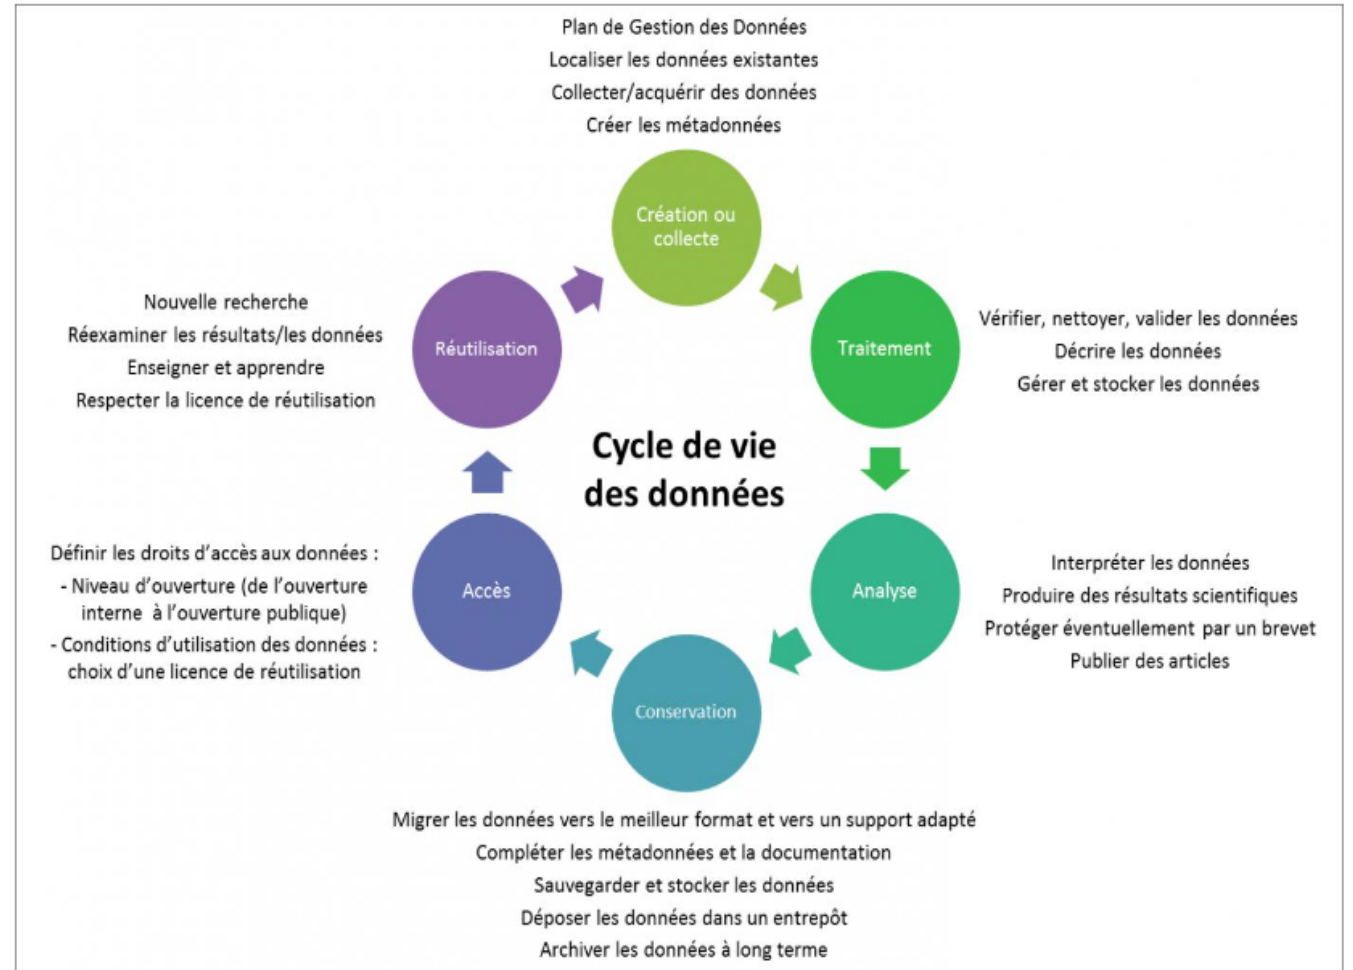 Plan de Gestion des Données
Localiser les données existantes
Collecter/acquérir des données
Créer les métadonnées
Création ou
collecte
Traitement
Vérifier, nettoyer, valider les données
Décrire les données
Gérer et stocker les données
Analyse
Interpréter les données
Produire des résultats scientifiques
Protéger éventuellement par un brevet
Publier des articles
Conservation
Migrer les données vers le meilleur format et vers un support adapté
Compléter les métadonnées et la documentation
Sauvegarder et stocker les données
Déposer les données dans un entrepôt
Archiver les données à long terme
Accès
Définir les droits d’accès aux données :
- Niveau d’ouverture (de l’ouverture
interne à l’ouverture publique)
- Conditions d’utilisation des données :
choix d’une licence de réutilisation
Réutilisation
Nouvelle recherche
Réexaminer les résultats/les données
Enseigner et apprendre
Respecter la licence de réutilisation
Cycle de vie
des données